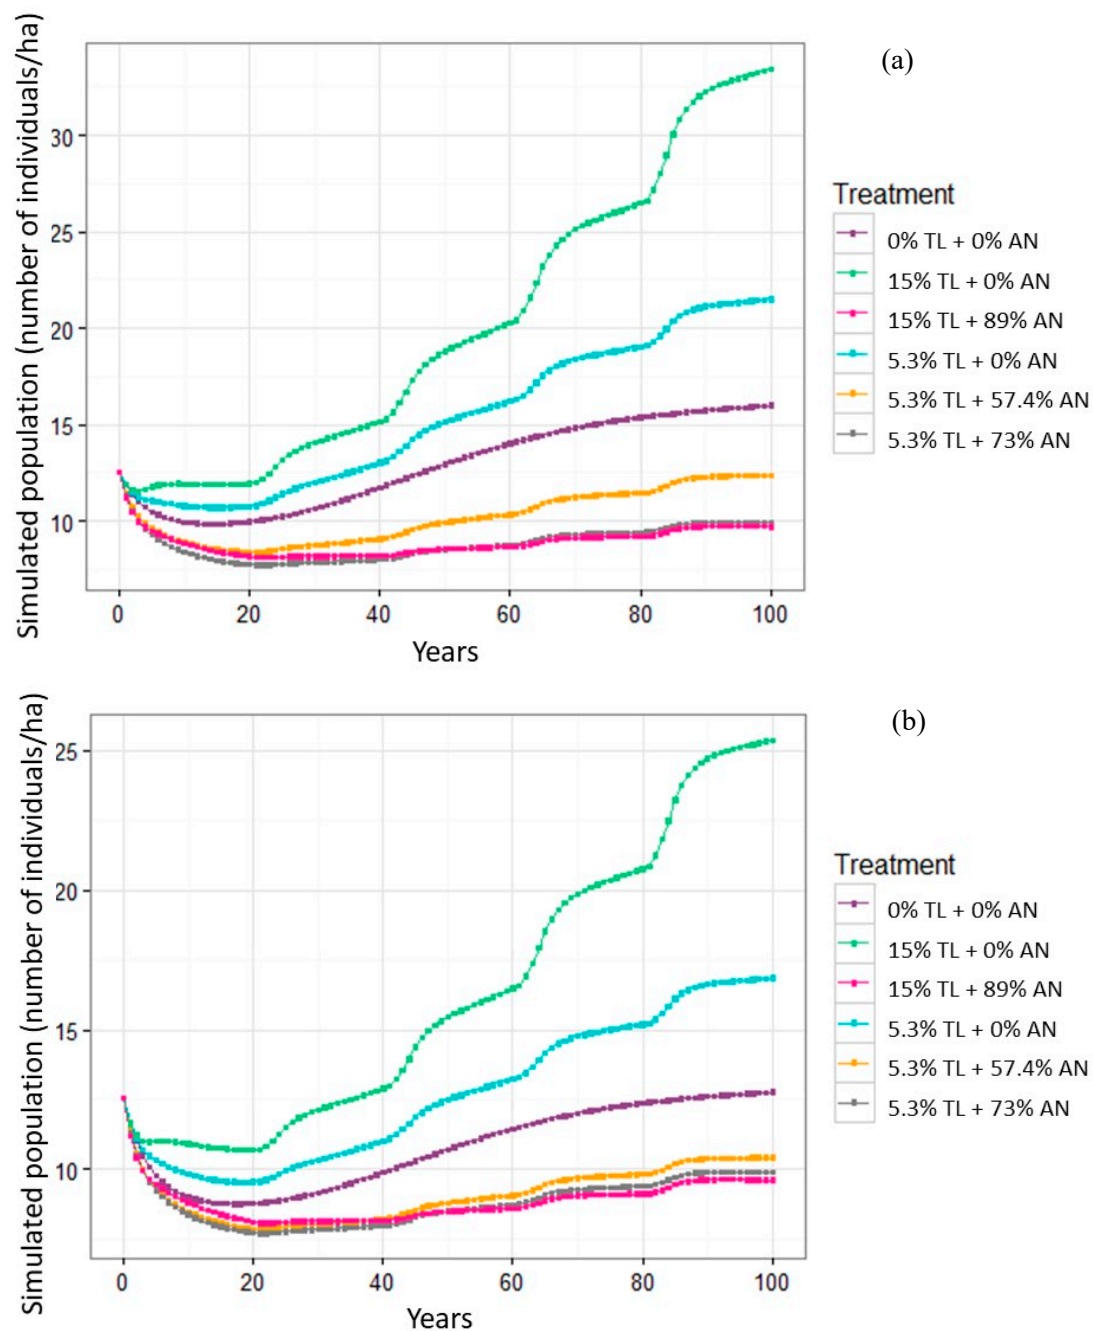 (a)
Simulated population (number of individuals/ha)
30
25
20
15
10
0 20 40 60 80 100
Years
Treatment
0% TL + 0% AN
15% TL + 0% AN
15% TL + 89% AN
5.3% TL + 0% AN
5.3% TL + 57.4% AN
5.3% TL + 73% AN
(b)
Simulated population (number of individuals/ha)
25
20
15
10
0 20 40 60 80 100
Years
Treatment
0% TL + 0% AN
15% TL + 0% AN
15% TL + 89% AN
5.3% TL + 0% AN
5.3% TL + 57.4% AN
5.3% TL + 73% AN